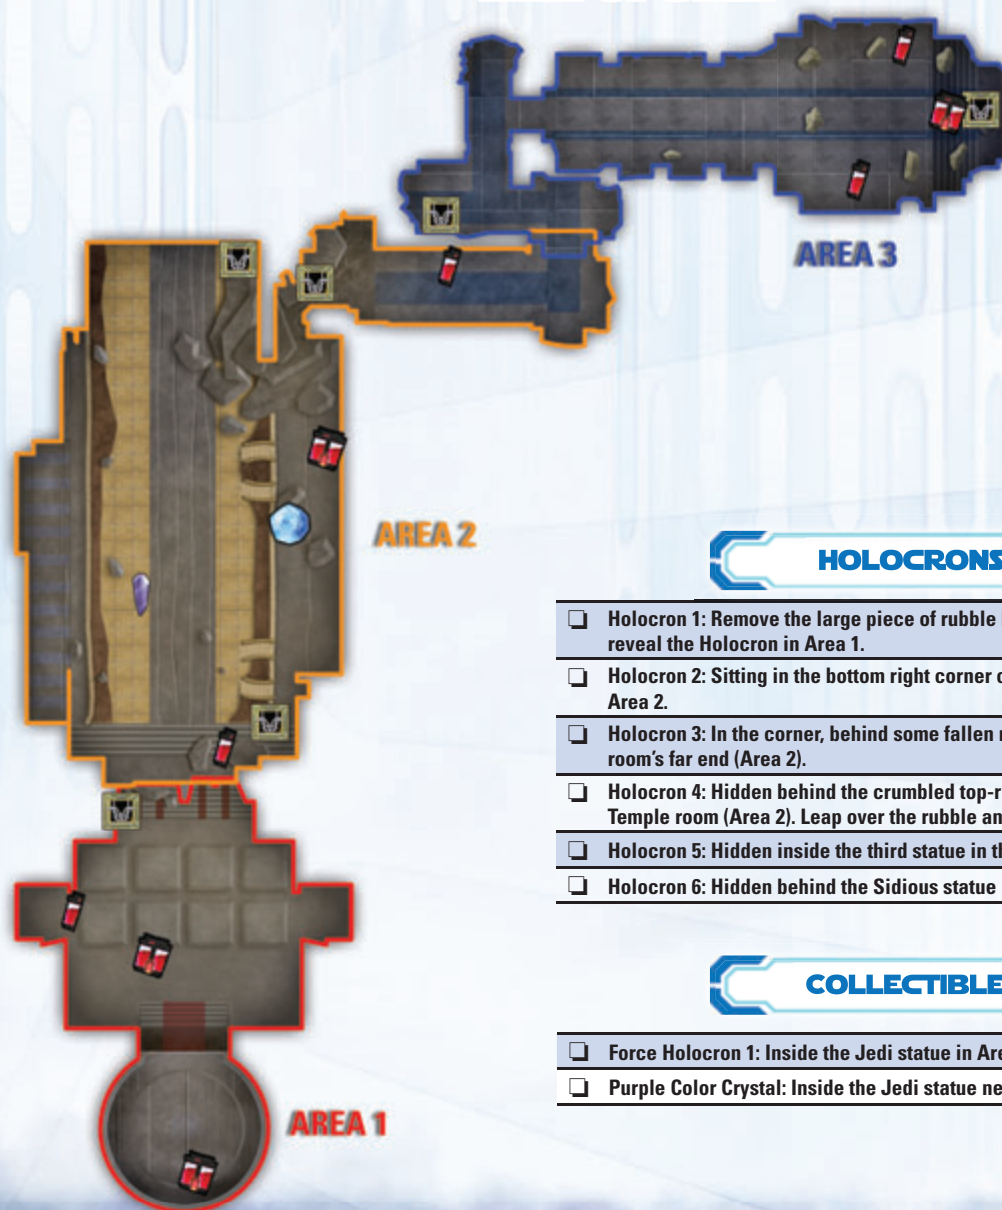 AREA 3
AREA 2
HOLOCRONS
❏ Holocron 1: Remove the large piece of rubble
reveal the Holocron in Area 1.
❏ Holocron 2: Sitting in the bottom right corner
Area 2.
❏ Holocron 3: In the corner, behind some fallen
room's far end (Area 2).
❏ Holocron 4: Hidden behind the crumbled top-r
Temple room (Area 2). Leap over the rubble an
❏ Holocron 5: Hidden inside the third statue in th
❏ Holocron 6: Hidden behind the Sidious statue
COLLECTIBLE
❏ Force Holocron 1: Inside the Jedi statue in Are
❏ Purple Color Crystal: Inside the Jedi statue ne
AREA 1